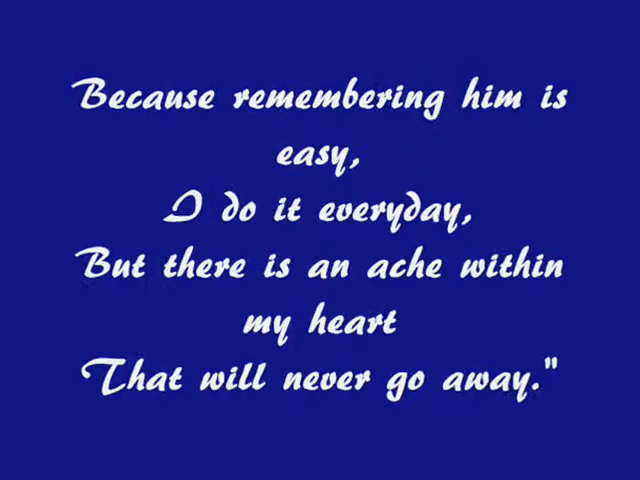 Because remembering him is
easy,
I do it everyday,
But there is an ache within
my heart
That will never go away."